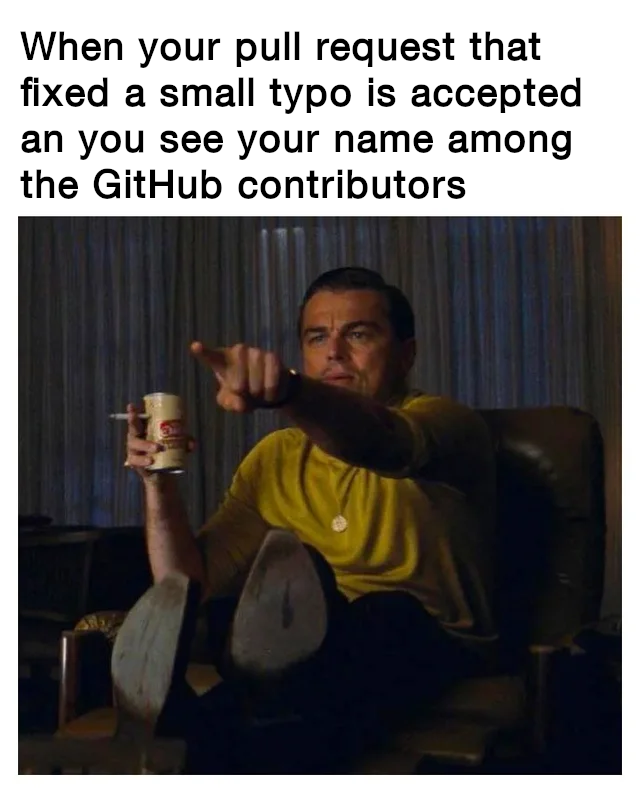 When your pull request that
fixed a small typo is accepted
an you see your name among
the GitHub contributors